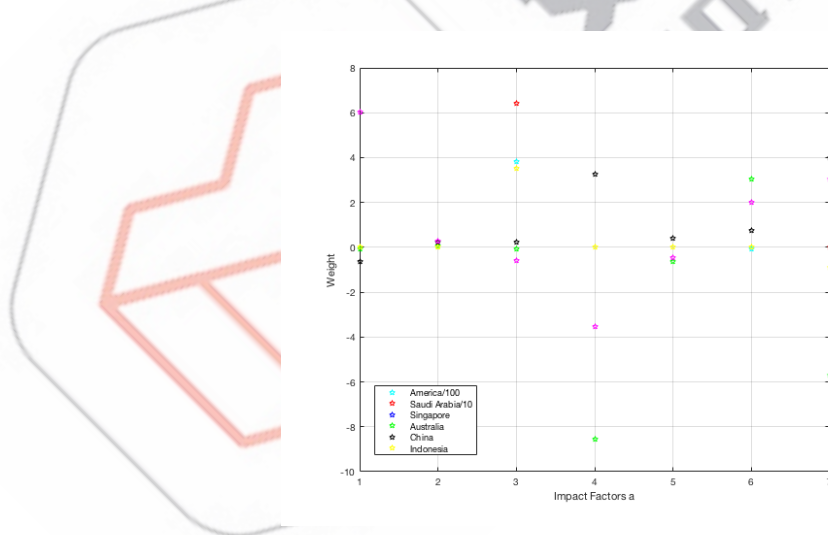 8
6
4
2
0
-2
-4
-6
-8
-10
Weight
America/100
Saudi Arabia/10
Singapore
Australia
China
Indonesia
1 2 3 4 5 6
Impact Factors a